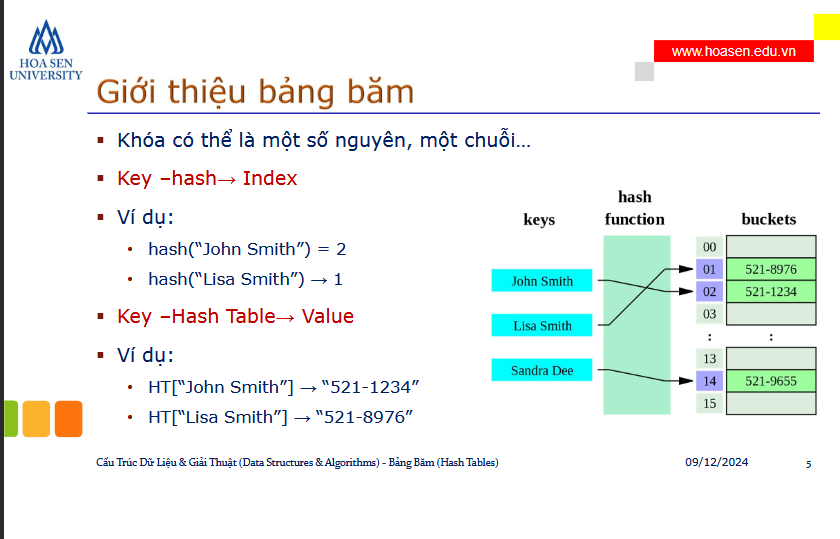 HOA SEN
UNIVERSITY
www.hoasen.edu.vn
Giới thiệu bảng băm
Khóa có thể là một số nguyên, một chuỗi…
Key –hash→ Index
Ví dụ:
hash(“John Smith”) = 2
hash(“Lisa Smith”) → 1
Key –Hash Table→ Value
Ví dụ:
HT[“John Smith”] → “521-1234”
HT[“Lisa Smith”] → “521-8976”
keys
hash
function
buckets
John Smith
Lisa Smith
Sandra Dee
00
01 521-8976
02 521-1234
03
: :
13
14 521-9655
15
Cấu Trúc Dữ Liệu & Giải Thuật (Data Structures & Algorithms) - Bảng Băm (Hash Tables)
09/12/2024
5